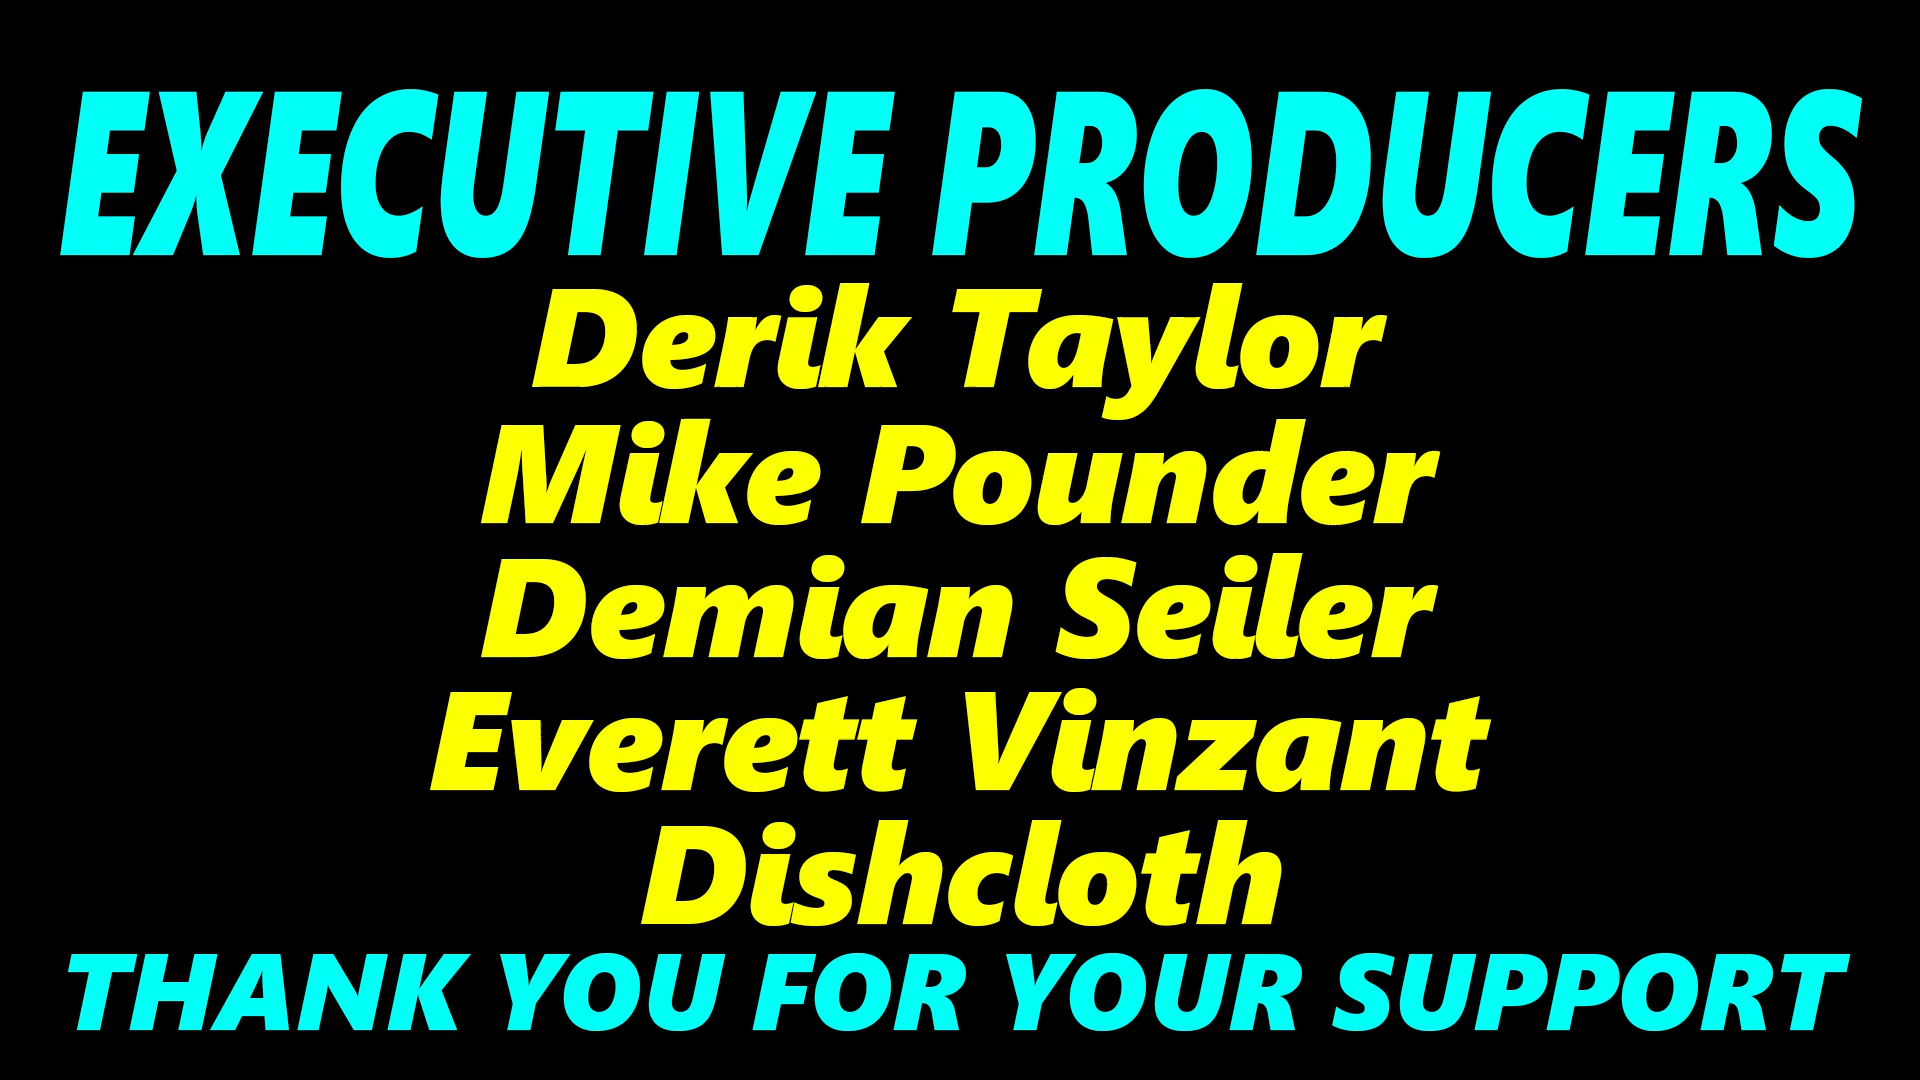 EXECUTIVE PRODUCERS
Derik Taylor
Mike Pounder
Demian Seiler
Everett Vinzant
Dishcloth
THANK YOU FOR YOUR SUPPORT